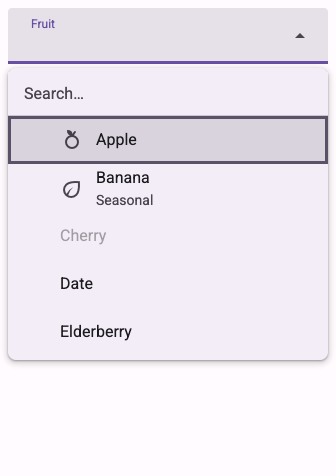 Fruit
Search…
Apple
Banana
Seasonal
Cherry
Date
Elderberry